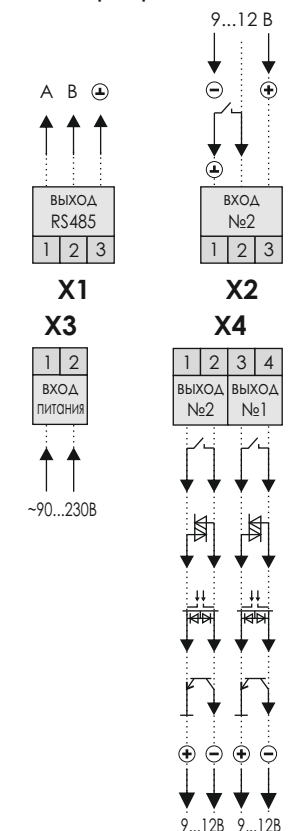 9...12 В
А В
ВЫХОД
RS485
1 2 3
X1
ВХОД
№2
1 2 3
X2
X3
1 2
ВХОД
ПИТАНИЯ
~90...230В
X4
1 2 3 4
ВЫХОД ВЫХОД
№2 №1
9...12В 9...12В